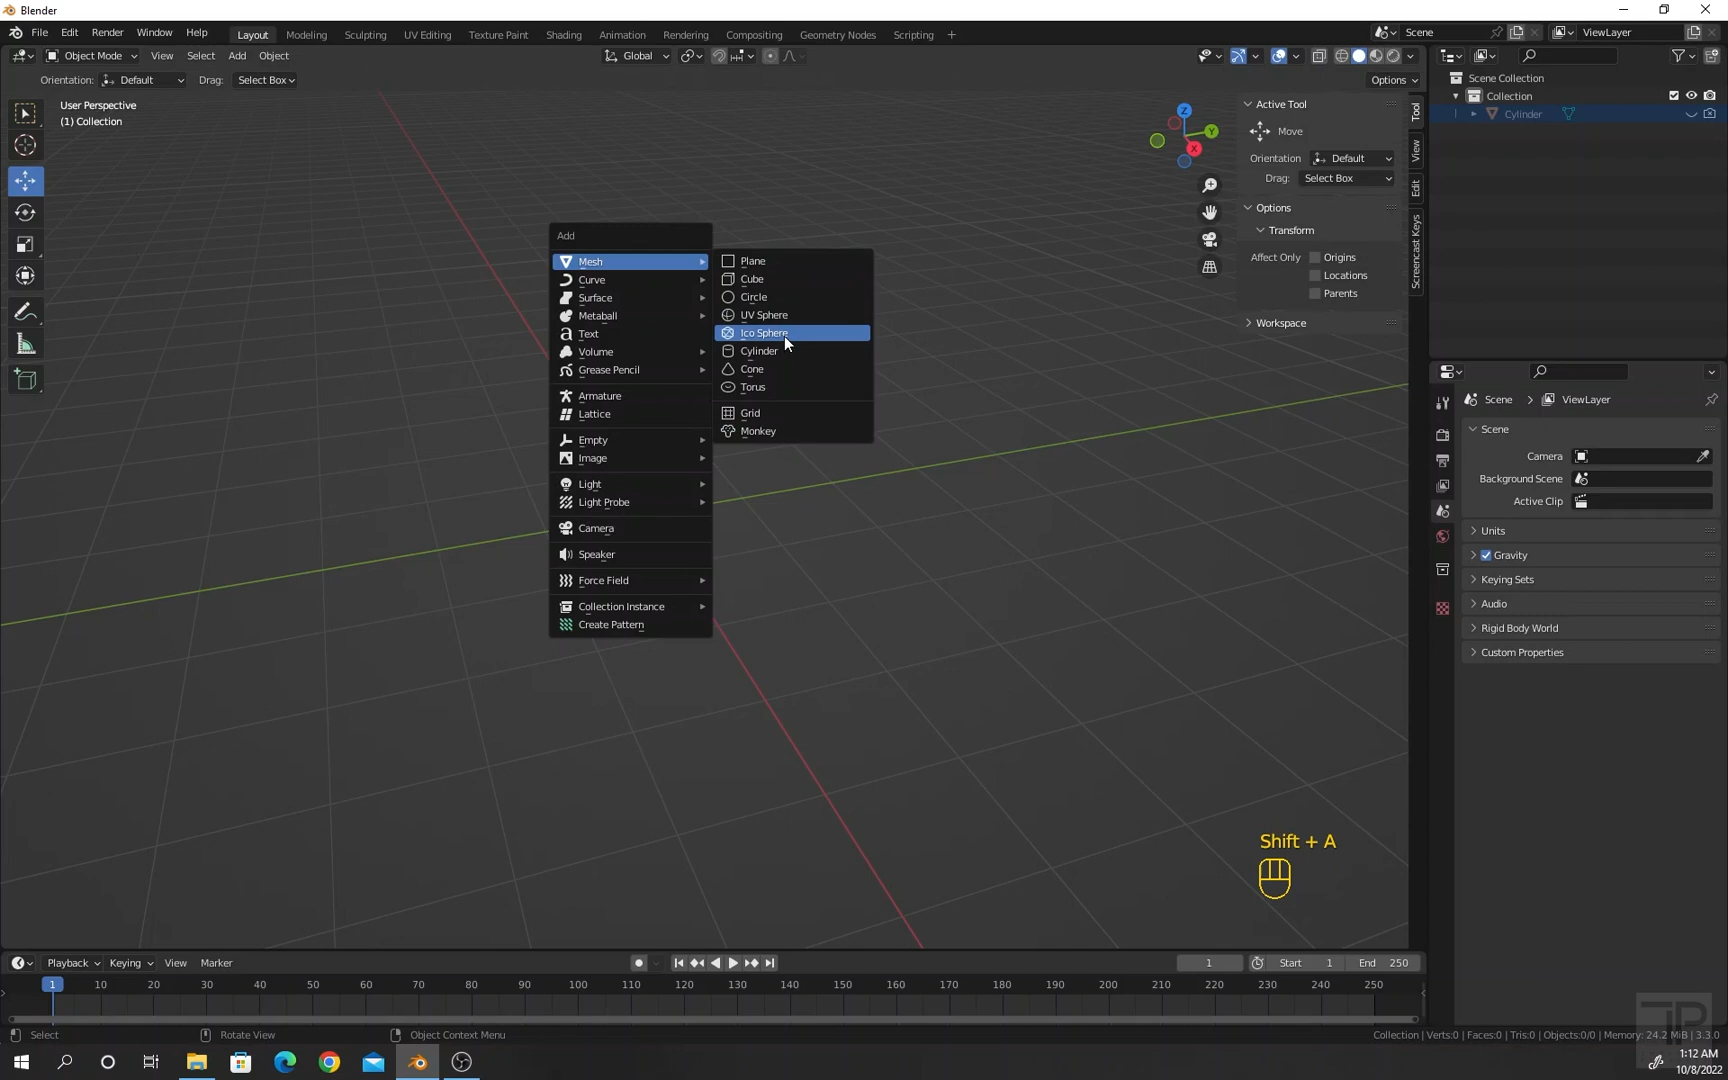 Blender
File Edit Render Window Help Layout Modeling Sculpting UV Editing Texture Paint Shading Animation Rendering Compositing Geometry Nodes Scripting + Scene ViewLayer
Object Mode View Select Add Object Global
Orientation: Default Drag: Select Box Options
User Perspective
(1) Collection
Z
Y
X
Add
Mesh
Curve
Surface
Metaball
Text
Volume
Grease Pencil
Armature
Lattice
Empty
Image
Light
Light Probe
Camera
Speaker
Force Field
Collection Instance
Create Pattern
Plane
Cube
Circle
UV Sphere
Ico Sphere
Cylinder
Cone
Torus
Grid
Monkey
Active Tool
Move
Orientation Default
Drag: Select Box
Options
Transform
Affect Only Origins
Locations
Parents
Workspace
Tool
View
Edit
Screencast Keys
Scene Collection
Collection
Cylinder
Scene > ViewLayer
Scene
Camera
Background Scene
Active Clip
Units
Gravity
Keying Sets
Audio
Rigid Body World
Custom Properties
Shift + A
Playback Keying View Marker 1 Start 1 End 250
1 10 20 30 40 50 60 70 80 90 100 110 120 130 140 150 160 170 180 190 200 210 220 230 240 250
Select Rotate View Object Context Menu Collection | Verts:0 | Faces:0 | Tris:0 | Objects:0/0 | Memory: 24.2 MiB | 3.3.0
1:12 AM
10/8/2022